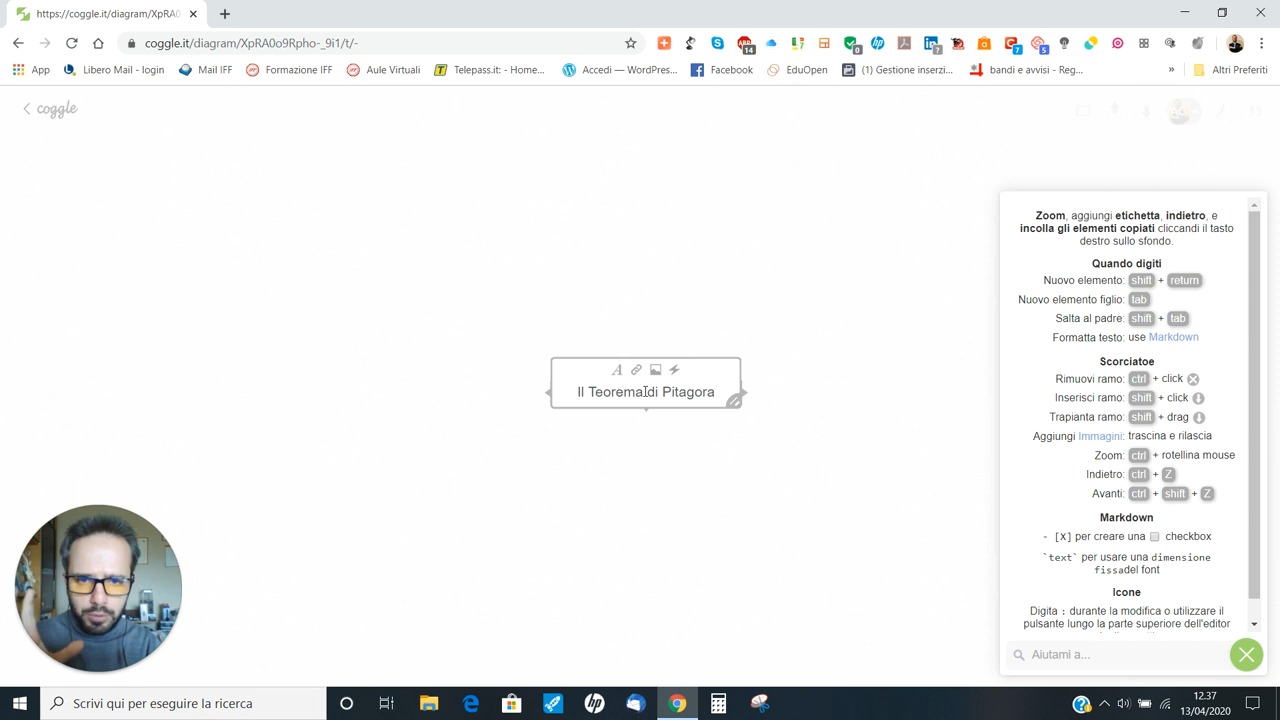 https://coggle.it/diagram/XpRA0
coggle.it/diagram/XpRA0o9Rpho-_9i1/t/-
App
Libero Mail - login
Mail IFF
Formazione IFF
Aule Virtuali
Telepass.it: - Home...
Accedi — WordPres...
Facebook
EduOpen
(1) Gestione inserzi...
bandi e avvisi - Reg...
»
Altri Preferiti
coggle
Il Teorema di Pitagora
Zoom, aggiungi etichetta, indietro, e
incolla gli elementi copiati cliccandi il tasto
destro sullo sfondo.
Quando digiti
Nuovo elemento: shift + return
Nuovo elemento figlio: tab
Salta al padre: shift + tab
Formatta testo: use Markdown
Scorciatoe
Rimuovi ramo: ctrl + click
Inserisci ramo: shift + click
Trapianta ramo: shift + drag
Aggiungi Immagini: trascina e rilascia
Zoom: ctrl + rotellina mouse
Indietro: ctrl + Z
Avanti: ctrl + shift + Z
Markdown
- [X] per creare una checkbox
`text` per usare una dimensione
fissadel font
Icone
Digita : durante la modifica o utilizzare il
pulsante lungo la parte superiore dell'editor
Aiutami a...
Scrivi qui per eseguire la ricerca
12.37
13/04/2020